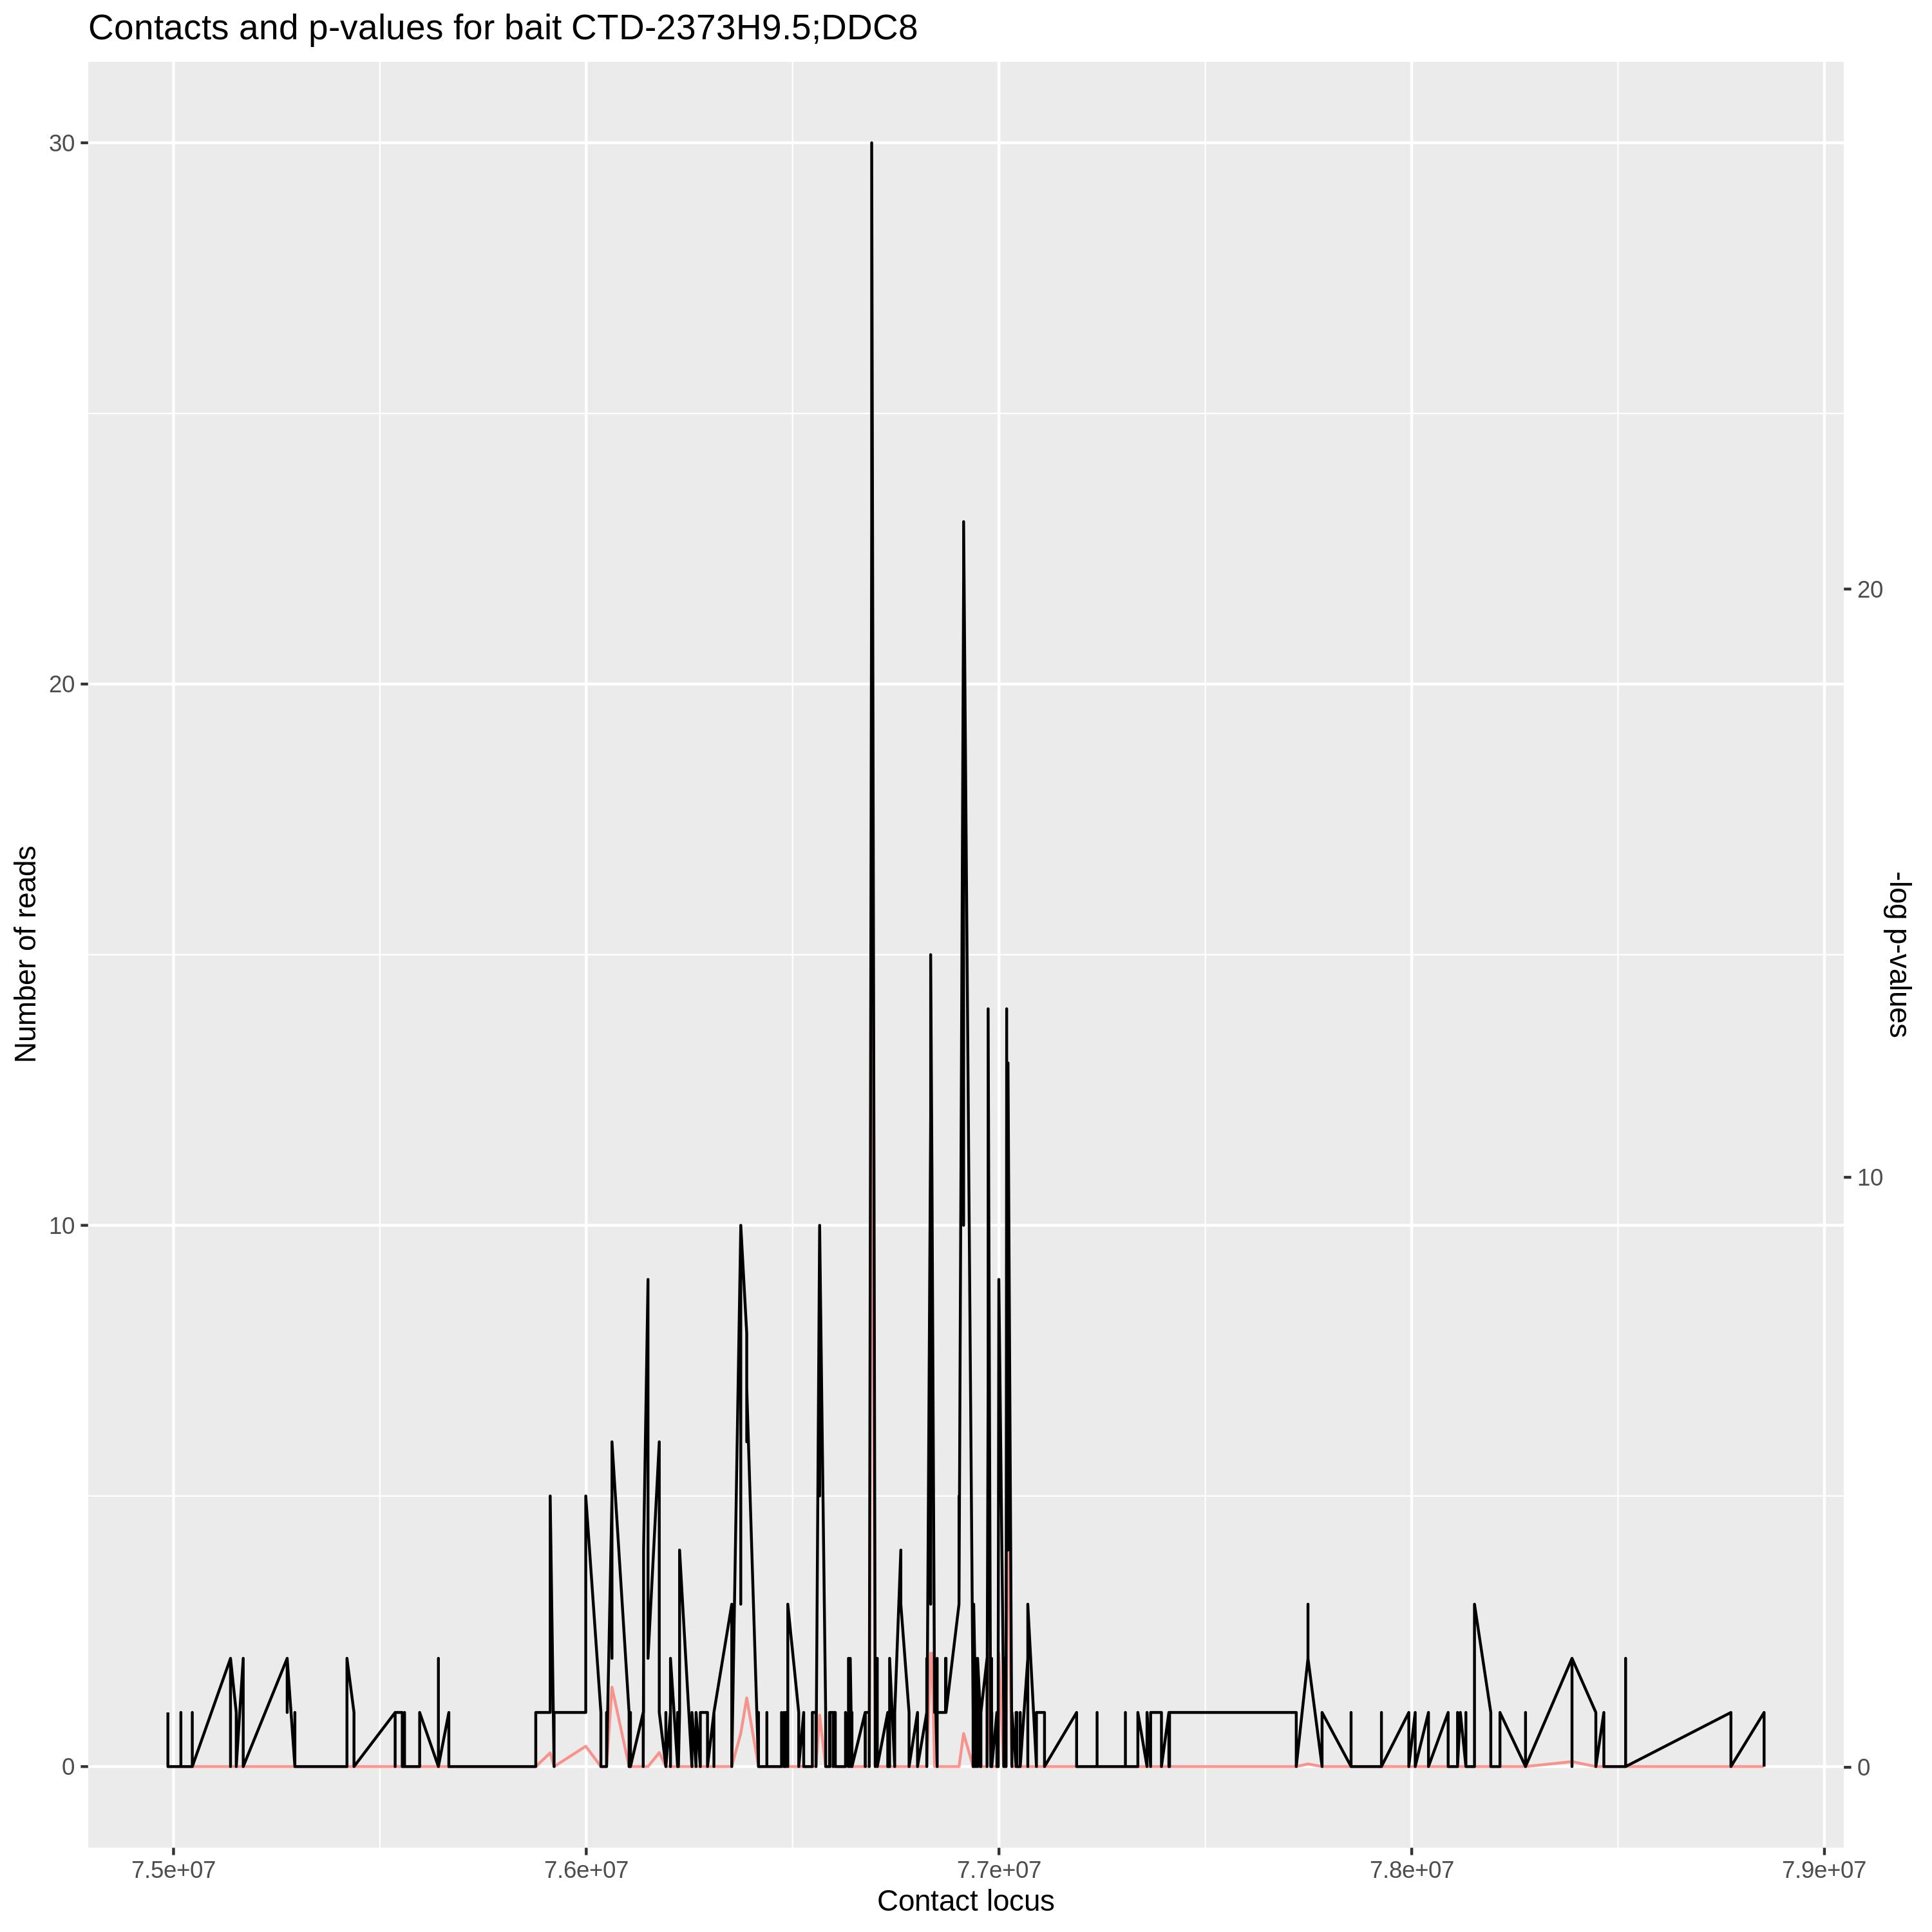 Contacts and p-values for bait CTD-2373H9.5;DDC8
30
20
10
0
Number of reads
20
10
0
-log p-values
7.5e+07 7.6e+07 7.7e+07 7.8e+07 7.9e+07
Contact locus